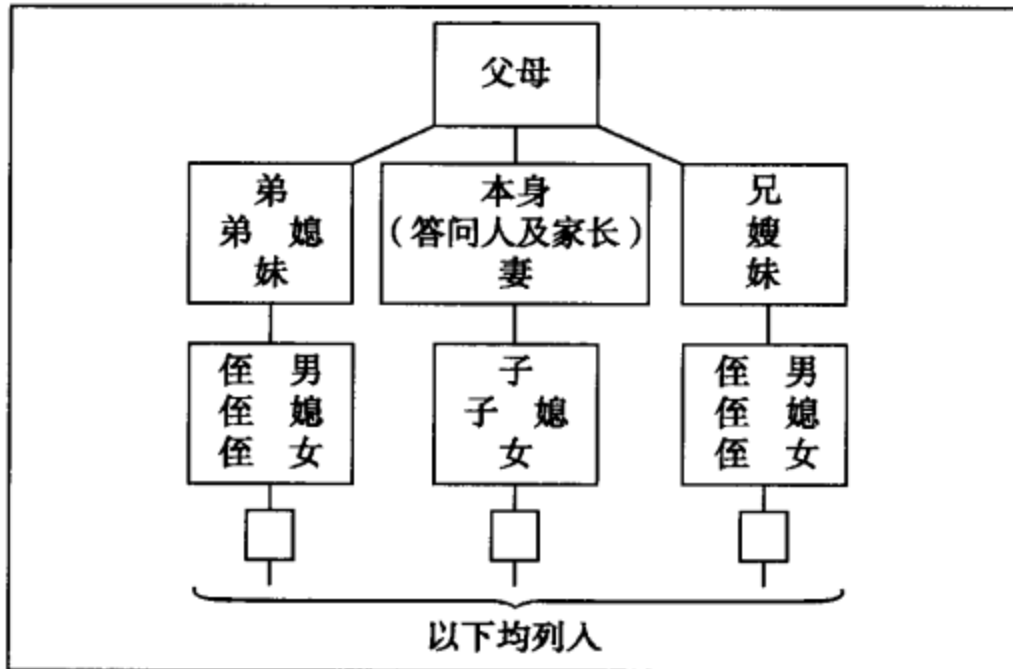 父母
弟
弟 媳
妹
本身
（答问人及家长）
妻
兄
嫂
妹
侄 男
侄 媳
侄 女
子
子 媳
女
侄 男
侄 媳
侄 女
以下均列入